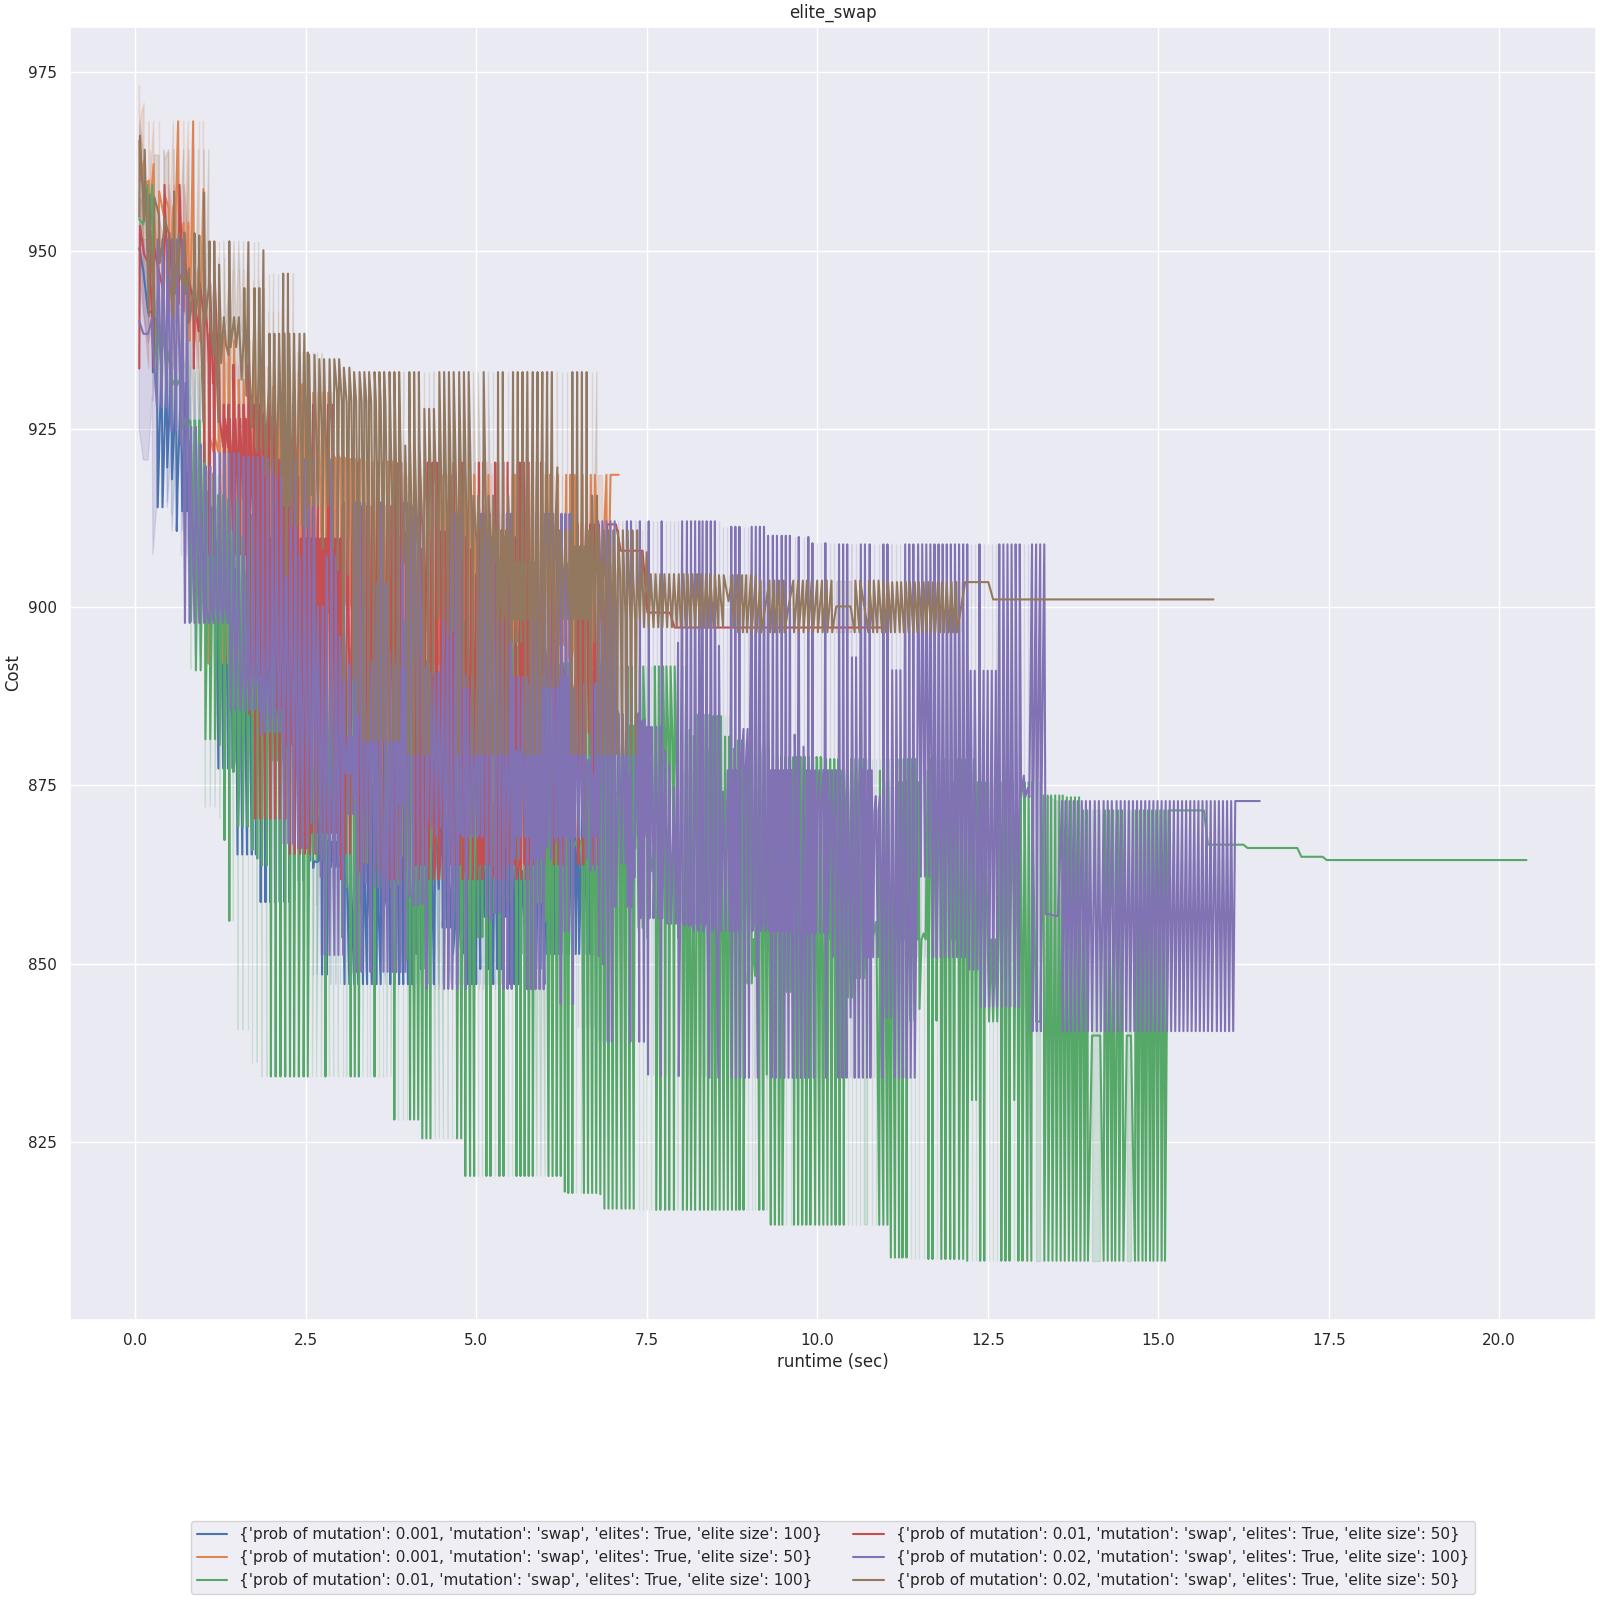 elite_swap
975
950
925
900
875
850
825
Cost
0.0 2.5 5.0 7.5 10.0 12.5 15.0 17.5 20.0
runtime (sec)
{'prob of mutation': 0.001, 'mutation': 'swap', 'elites': True, 'elite size': 100}
{'prob of mutation': 0.001, 'mutation': 'swap', 'elites': True, 'elite size': 50}
{'prob of mutation': 0.01, 'mutation': 'swap', 'elites': True, 'elite size': 100}
{'prob of mutation': 0.01, 'mutation': 'swap', 'elites': True, 'elite size': 50}
{'prob of mutation': 0.02, 'mutation': 'swap', 'elites': True, 'elite size': 100}
{'prob of mutation': 0.02, 'mutation': 'swap', 'elites': True, 'elite size': 50}